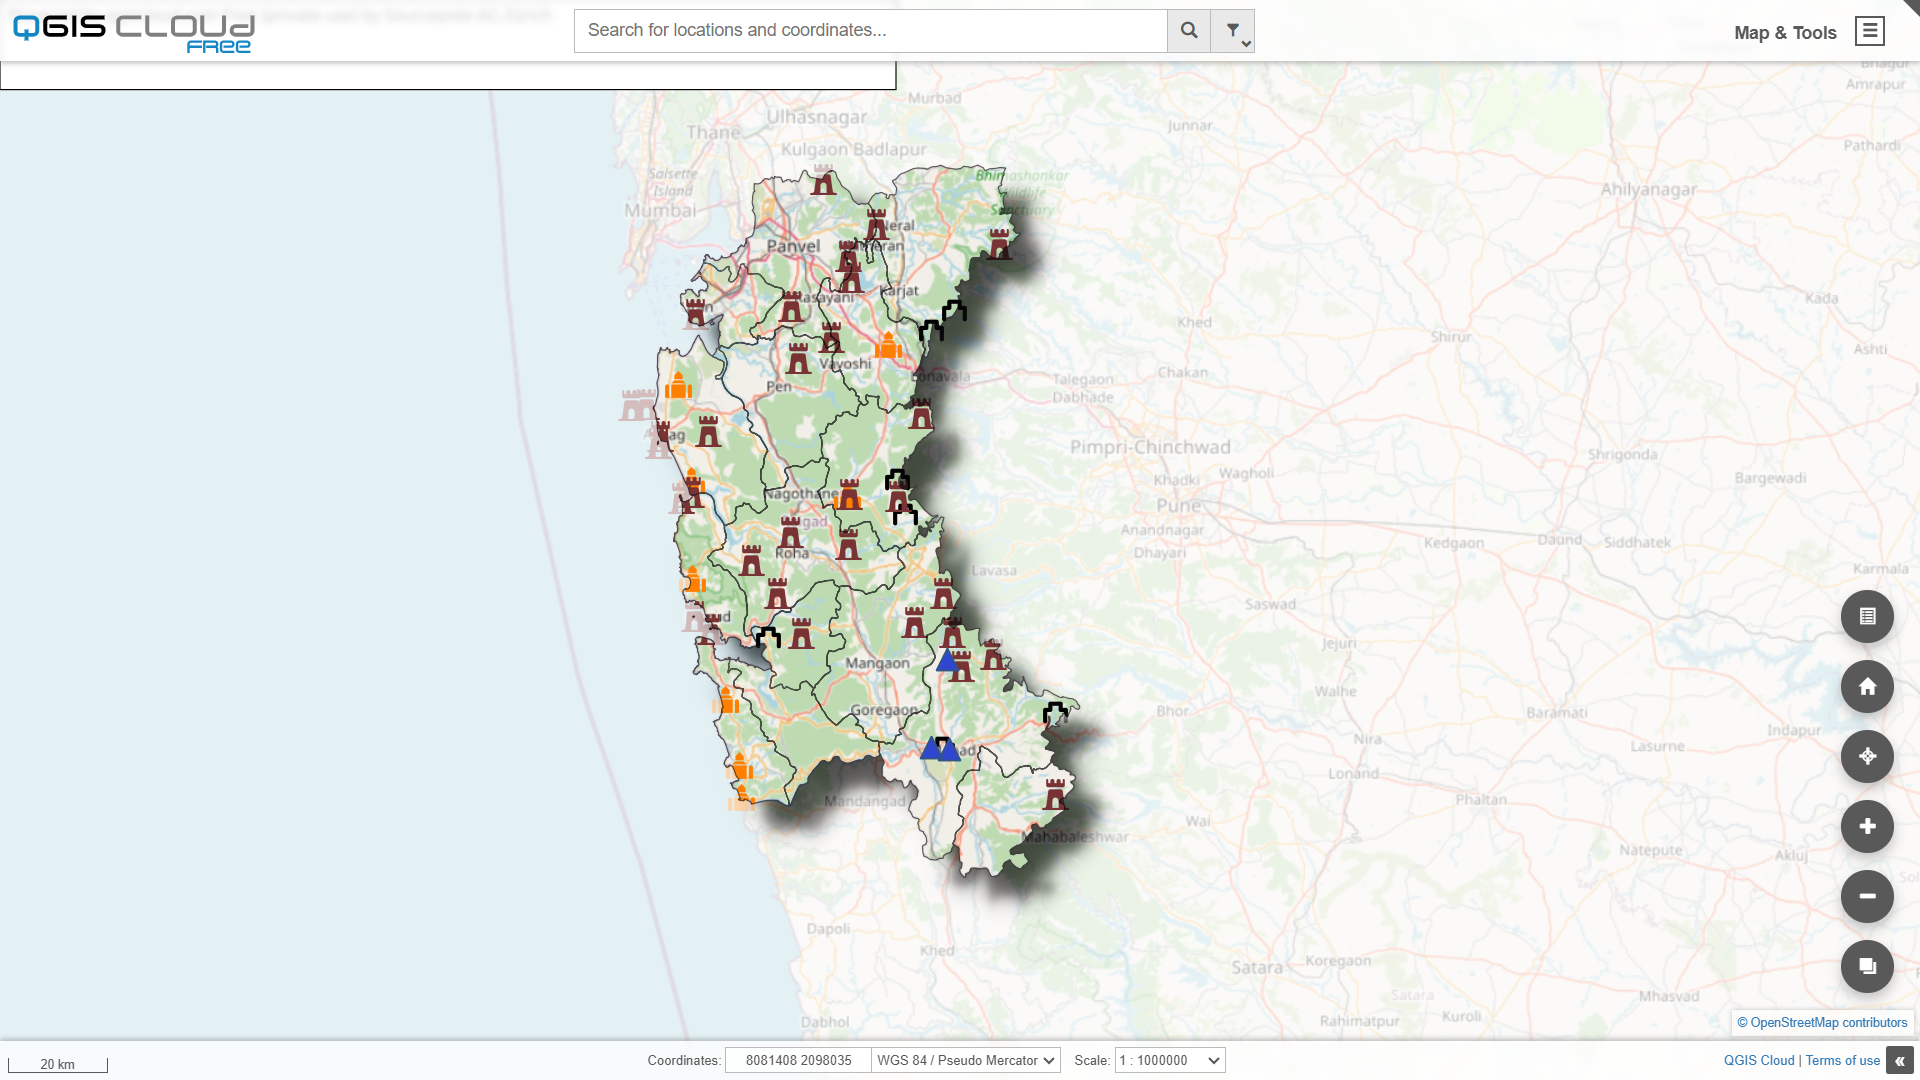 QGIS CLOUD
FREE
Search for locations and coordinates...
Map & Tools
Murbad
Bhagur
Amrapur
Ulhasnagar
Thane
Junnar
Pathardi
Kulgaon Badlapur
Salsette
Island
Bhimashankar
Wildlife
Sanctuary
Ahilyanagar
Mumbai
Neral
Panvel
Karjat
Rasayani
Kada
Khed
Shirur
Ashti
Vavoshi
Lonavala
Chakan
Talegaon
Dabhade
Pen
Pimpri-Chinchwad
Shrigonda
Wagholi
Bargewadi
Khadki
Nagothane
Pune
Anandnagar
Kedgaon
Daund
Siddhatek
Dhayari
Roha
Lavasa
Karmala
Saswad
Jejuri
Mangaon
Walhe
Goregaon
Bhor
Baramati
Nira
Indapur
Lasurne
Lonand
Mandangad
Phaltan
Wai
Mahabaleshwar
Natepute
Akluj
Dapoli
Khed
Satara
Koregaon
Satara
Mhasvad
Dabhol
Rahimatpur
Kuroli
© OpenStreetMap contributors
20 km
Coordinates: 8081408 2098035 WGS 84 / Pseudo Mercator Scale: 1 : 1000000
QGIS Cloud | Terms of use